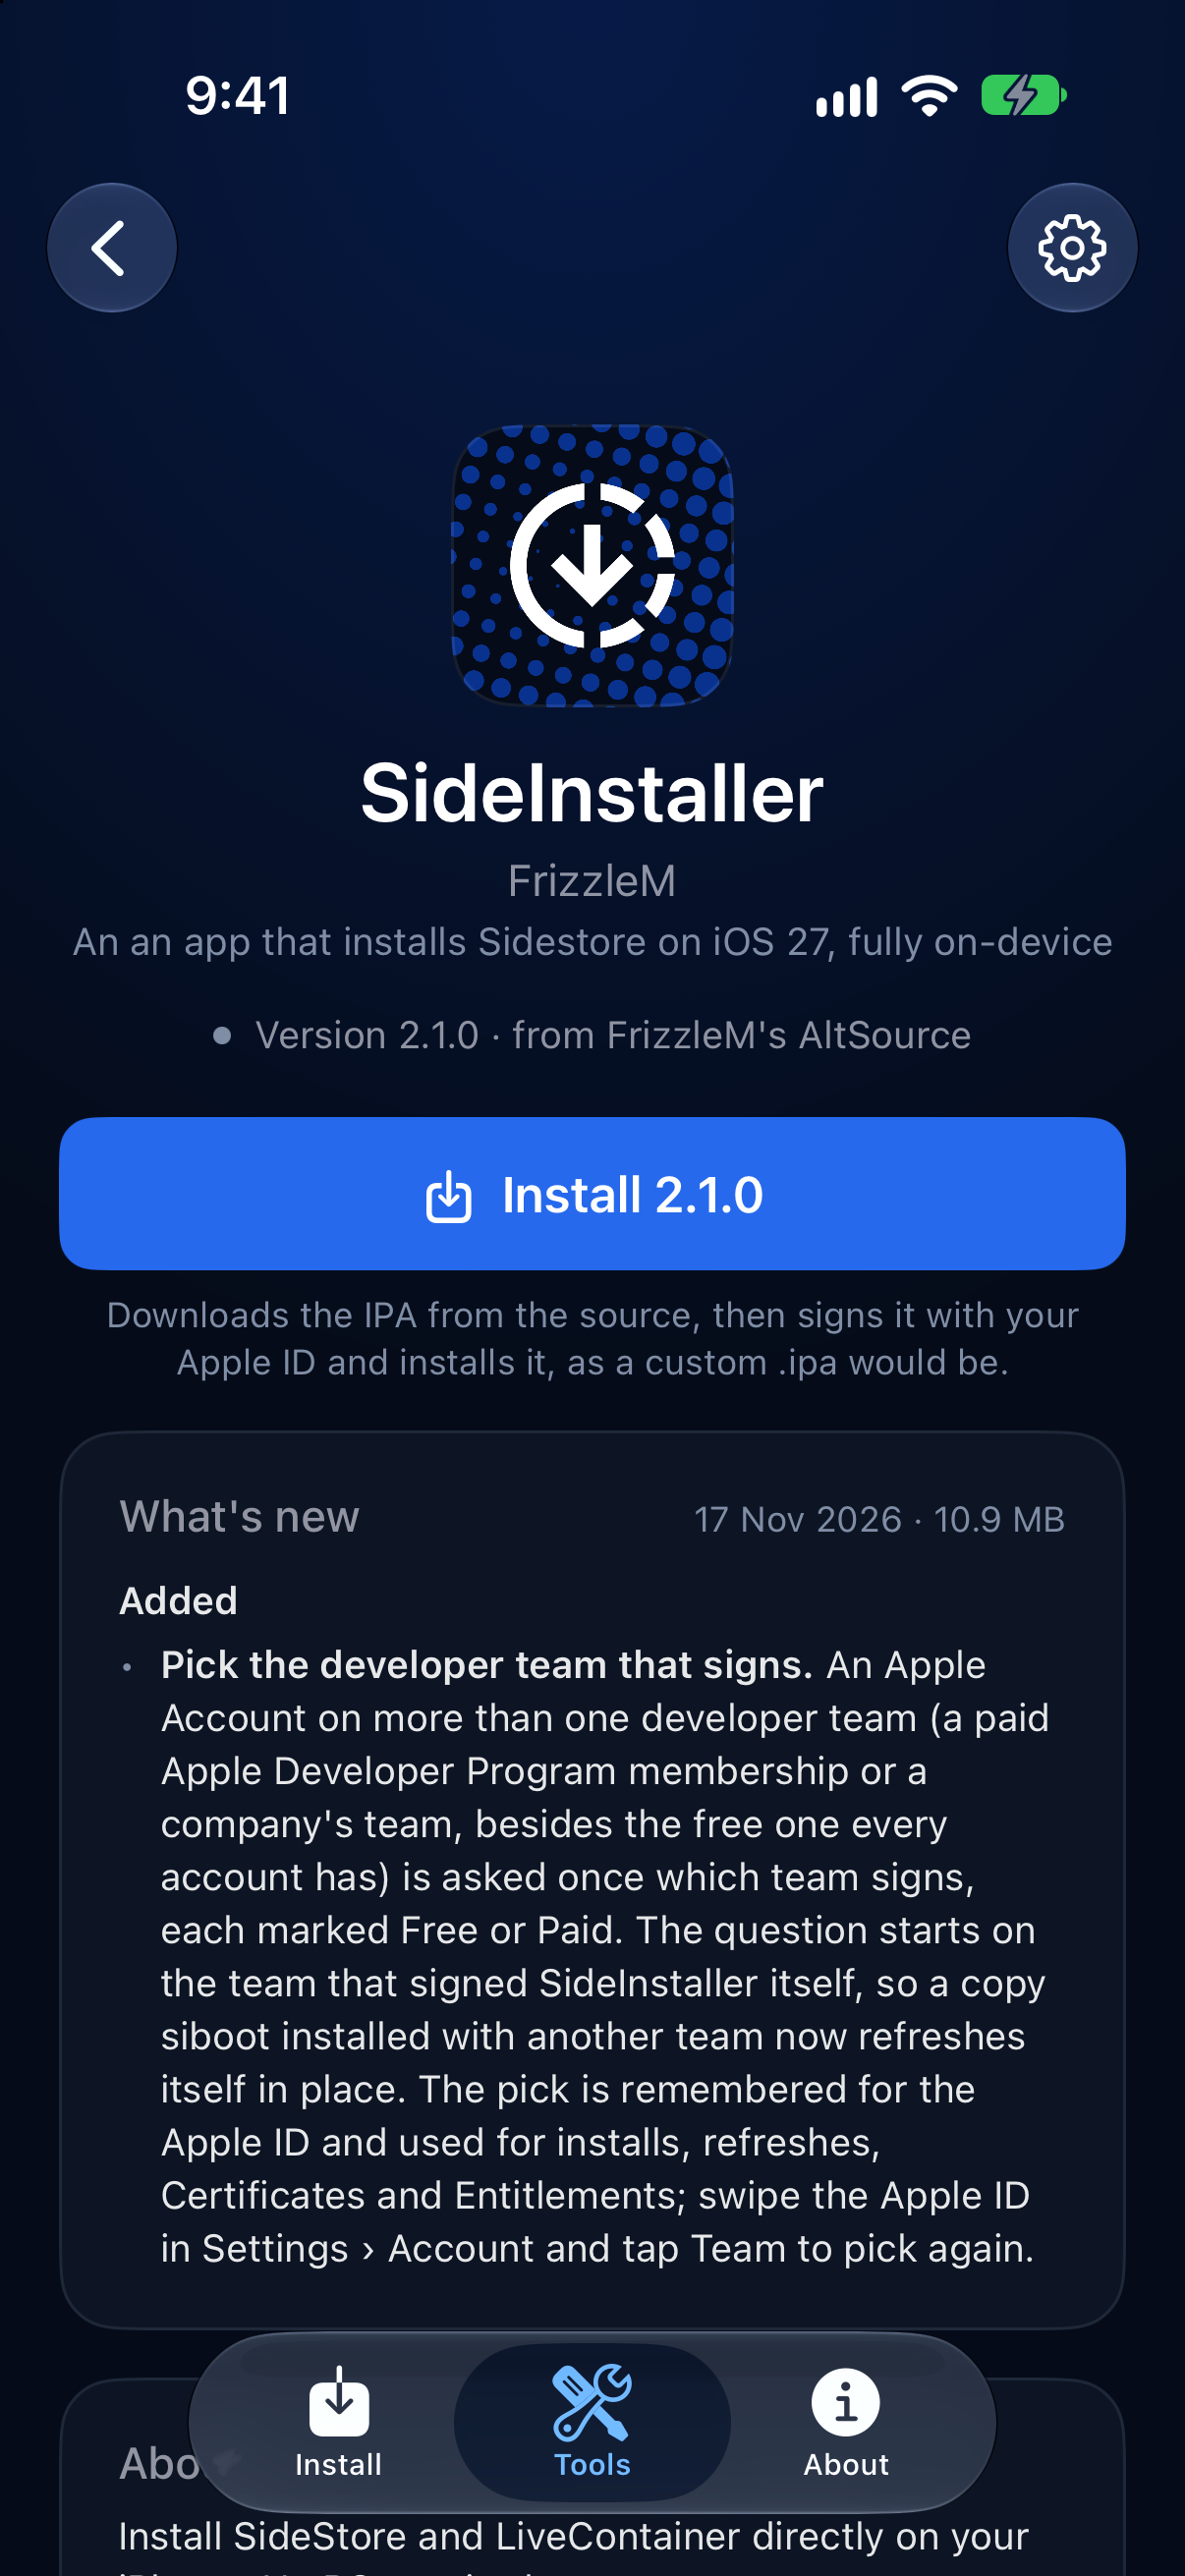 9:41
SideInstaller
FrizzleM
An an app that installs Sidestore on iOS 27, fully on-device
Version 2.1.0 · from FrizzleM's AltSource
Install 2.1.0
Downloads the IPA from the source, then signs it with your
Apple ID and installs it, as a custom .ipa would be.
What's new
17 Nov 2026 · 10.9 MB
Added
• Pick the developer team that signs. An Apple
Account on more than one developer team (a paid
Apple Developer Program membership or a
company's team, besides the free one every
account has) is asked once which team signs,
each marked Free or Paid. The question starts on
the team that signed SideInstaller itself, so a copy
siboot installed with another team now refreshes
itself in place. The pick is remembered for the
Apple ID and used for installs, refreshes,
Certificates and Entitlements; swipe the Apple ID
in Settings › Account and tap Team to pick again.
Abo
Install
Tools
About
Install SideStore and LiveContainer directly on your